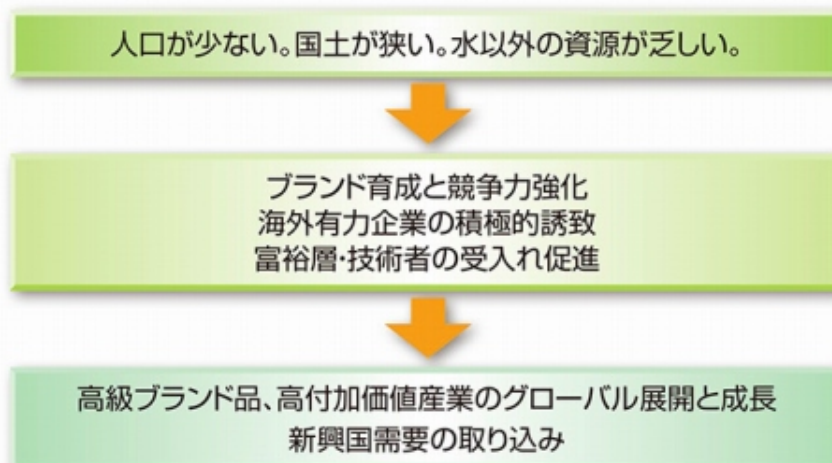 人口が少ない。国土が狭い。水以外の資源が乏しい。
ブランド育成と競争力強化
海外有力企業の積極的誘致
富裕層・技術者の受入れ促進
高級ブランド品、高付加価値産業のグローバル展開と成長
新興国需要の取り込み